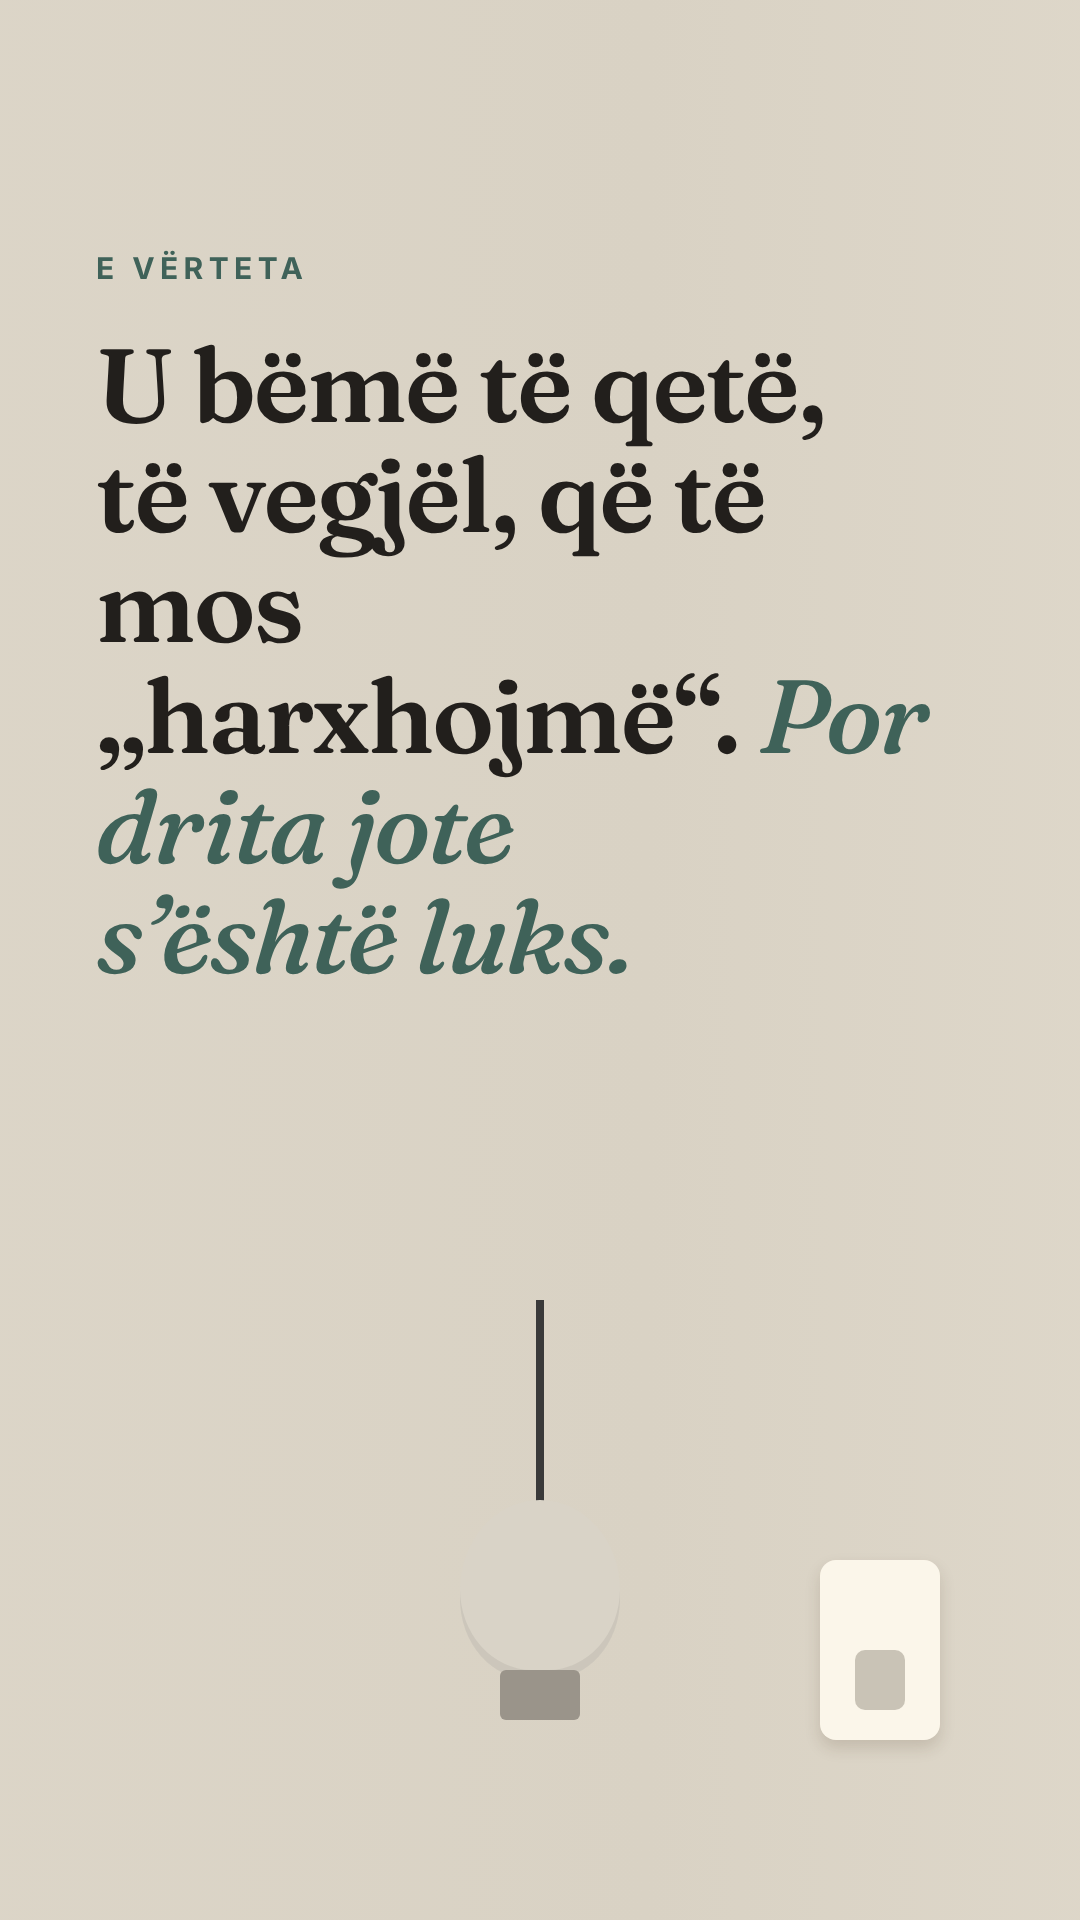 E VËRTETA
U bëmë të qetë,
të vegjël, që të
mos
„harxhojmë“. Por
drita jote
s’është luks.